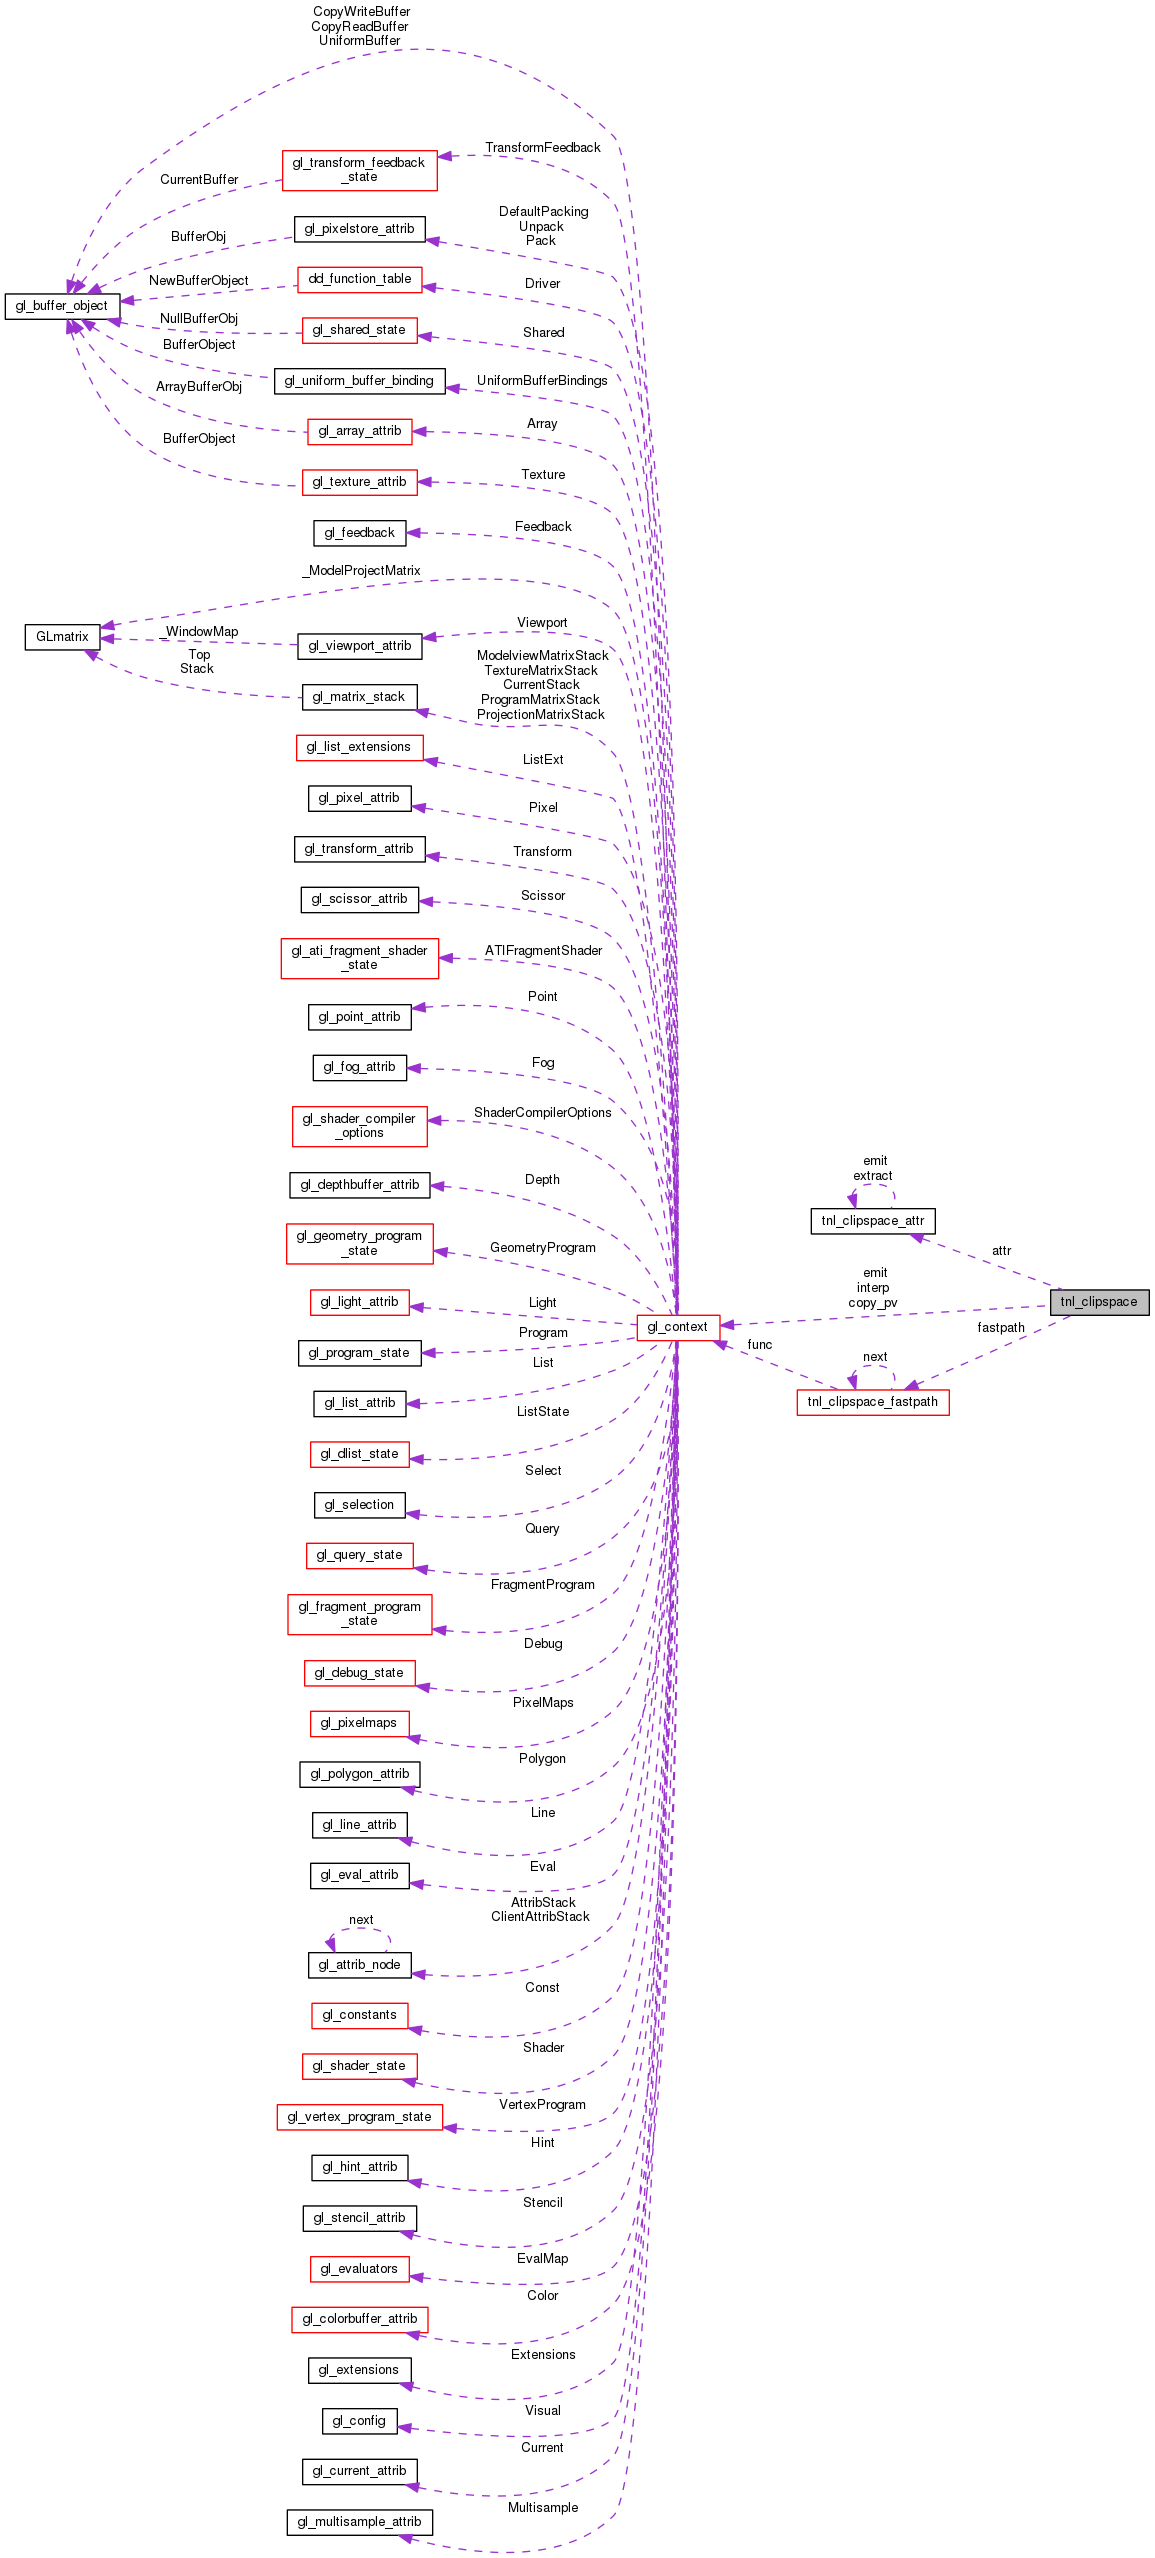 CopyWriteBuffer
CopyReadBuffer
UniformBuffer
TransformFeedback
gl_transform_feedback
_state
CurrentBuffer
DefaultPacking
Unpack
Pack
gl_pixelstore_attrib
BufferObj
dd_function_table
NewBufferObject
Driver
gl_buffer_object
NullBufferObj
gl_shared_state
Shared
BufferObject
gl_uniform_buffer_binding
UniformBufferBindings
ArrayBufferObj
gl_array_attrib
Array
BufferObject
gl_texture_attrib
Texture
gl_feedback
Feedback
_ModelProjectMatrix
GLmatrix
_WindowMap
gl_viewport_attrib
Viewport
Top
Stack
gl_matrix_stack
ModelviewMatrixStack
TextureMatrixStack
CurrentStack
ProgramMatrixStack
ProjectionMatrixStack
gl_list_extensions
ListExt
gl_pixel_attrib
Pixel
gl_transform_attrib
Transform
gl_scissor_attrib
Scissor
gl_ati_fragment_shader
_state
ATIFragmentShader
gl_point_attrib
Point
gl_fog_attrib
Fog
gl_shader_compiler
_options
ShaderCompilerOptions
gl_depthbuffer_attrib
Depth
gl_geometry_program
_state
GeometryProgram
gl_light_attrib
Light
gl_context
emit
extract
tnl_clipspace_attr
attr
emit
interp
copy_pv
tnl_clipspace
fastpath
func
next
tnl_clipspace_fastpath
gl_program_state
Program
gl_list_attrib
List
gl_dlist_state
ListState
gl_selection
Select
gl_query_state
Query
gl_fragment_program
_state
FragmentProgram
gl_debug_state
Debug
gl_pixelmaps
PixelMaps
gl_polygon_attrib
Polygon
gl_line_attrib
Line
gl_eval_attrib
Eval
next
gl_attrib_node
AttribStack
ClientAttribStack
gl_constants
Const
gl_shader_state
Shader
gl_vertex_program_state
VertexProgram
gl_hint_attrib
Hint
gl_stencil_attrib
Stencil
gl_evaluators
EvalMap
gl_colorbuffer_attrib
Color
gl_extensions
Extensions
gl_config
Visual
gl_current_attrib
Current
gl_multisample_attrib
Multisample